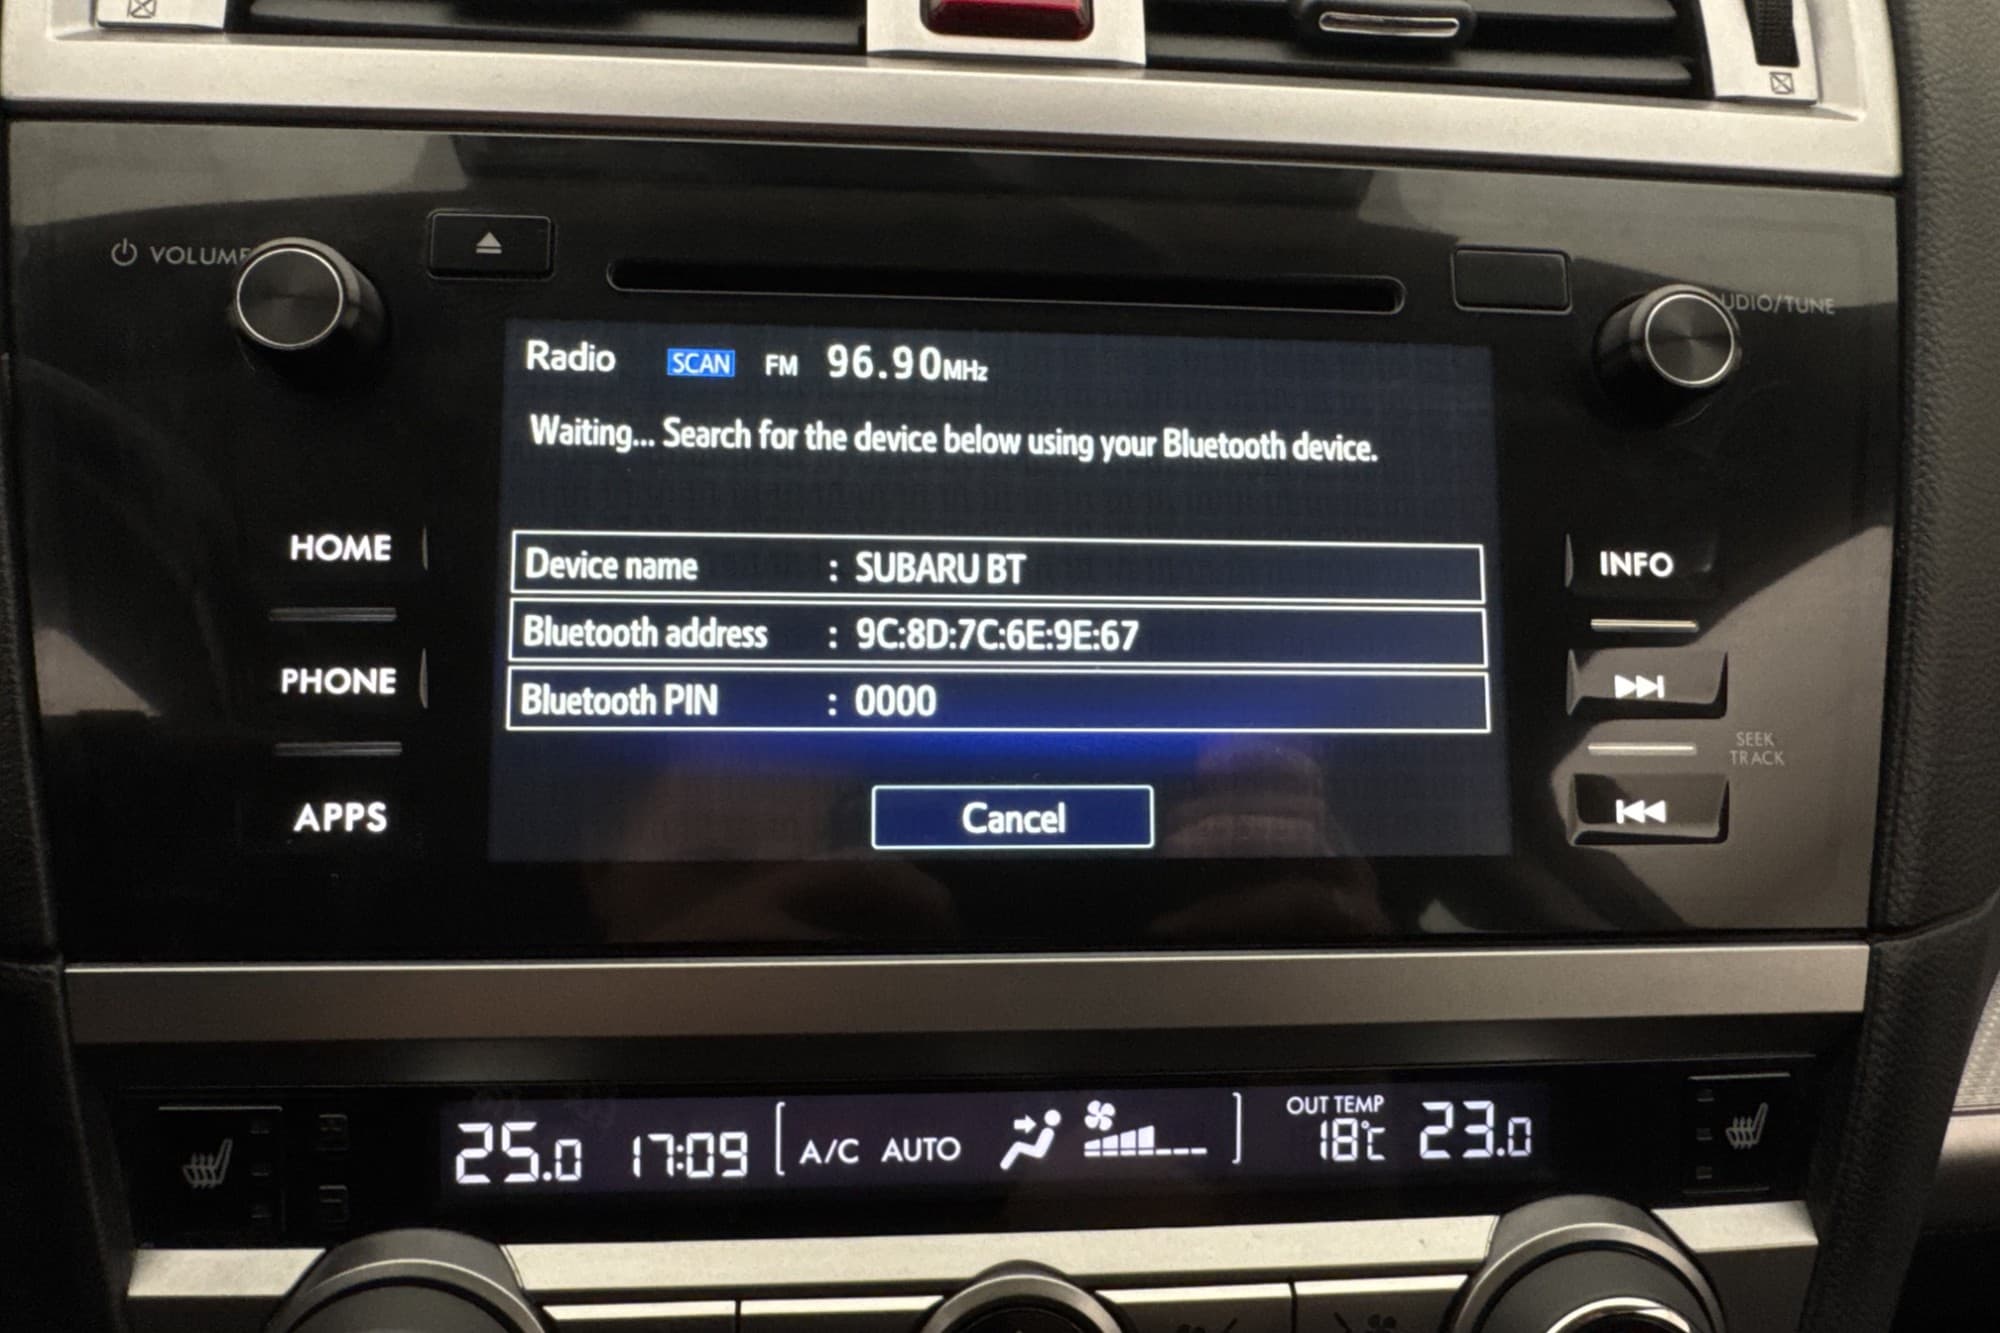 VOLUME
AUDIO/TUNE
Radio SCAN FM 96.90MHz
Waiting... Search for the device below using your Bluetooth device.
HOME
Device name : SUBARU BT
INFO
Bluetooth address : 9C:8D:7C:6E:9E:67
PHONE
Bluetooth PIN : 0000
SEEK
TRACK
APPS
Cancel
25.0 17:09 A/C AUTO OUT TEMP 18℃ 23.0